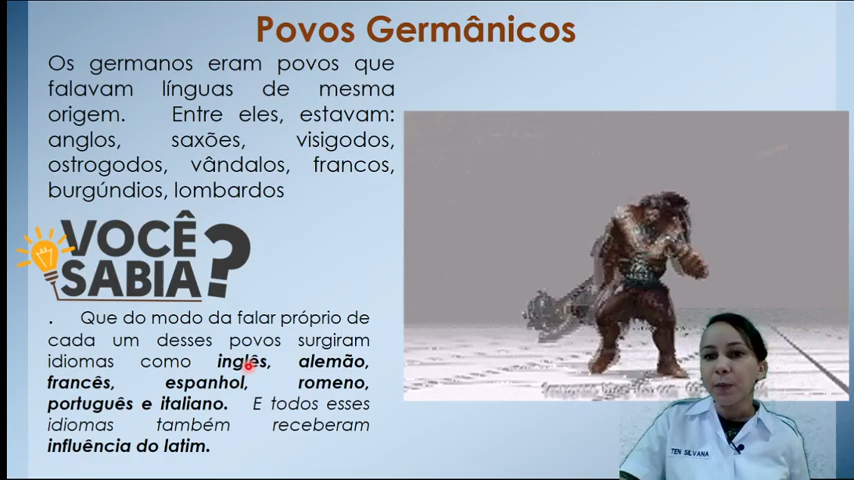 Povos Germânicos
Os germanos eram povos que
falavam línguas de mesma
origem. Entre eles, estavam:
anglos, saxões, visigodos,
ostrogodos, vândalos, francos,
burgúndios, lombardos
VOCÊ
SABIA?
. Que do modo da falar próprio de
cada um desses povos surgiram
idiomas como inglês, alemão,
francês, espanhol, romeno,
português e italiano. E todos esses
idiomas também receberam
influência do latim.
TEN SILVANA